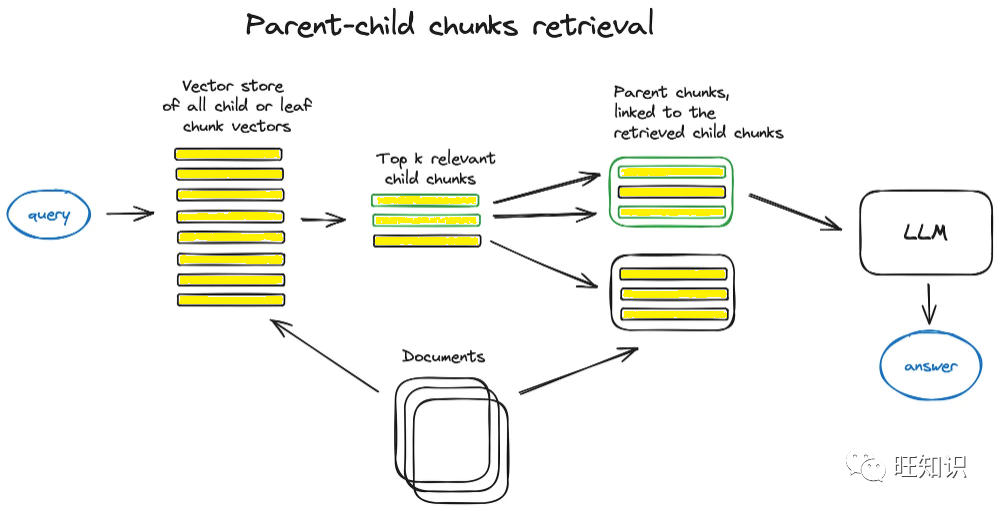 Parent-child chunks retrieval
Vector store
of all child or leaf
chunk vectors
Parent chunks,
linked to the
retrieved child chunks
Top k relevant
child chunks
query
LLM
Documents
answer
旺知识